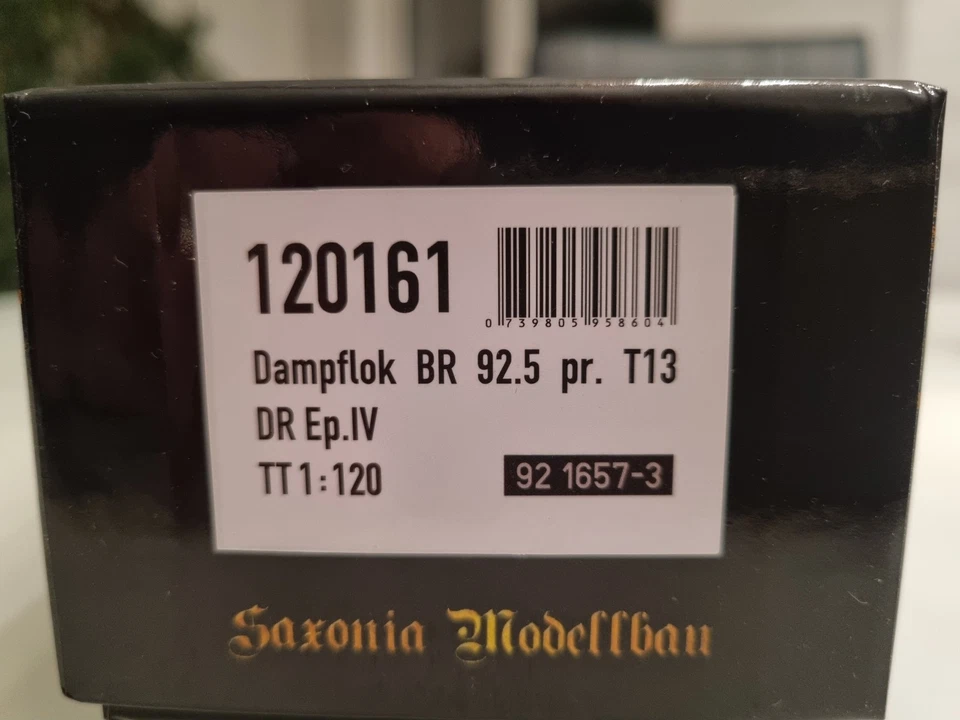 120161
0 739805 958604
Dampflok BR 92.5 pr. T13
DR Ep.IV
TT 1:120
92 1657-3
Saxonia Modellbau